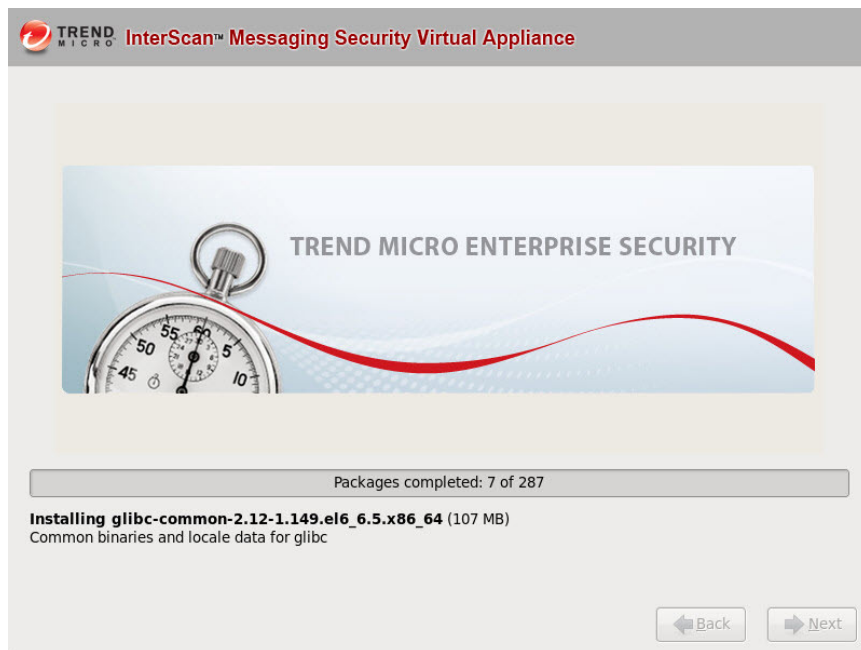 TREND MICRO InterScan™ Messaging Security Virtual Appliance
TREND MICRO ENTERPRISE SECURITY
55
60
5
50
45
10
Packages completed: 7 of 287
Installing glibc-common-2.12-1.149.el6_6.5.x86_64 (107 MB)
Common binaries and locale data for glibc
Back
Next